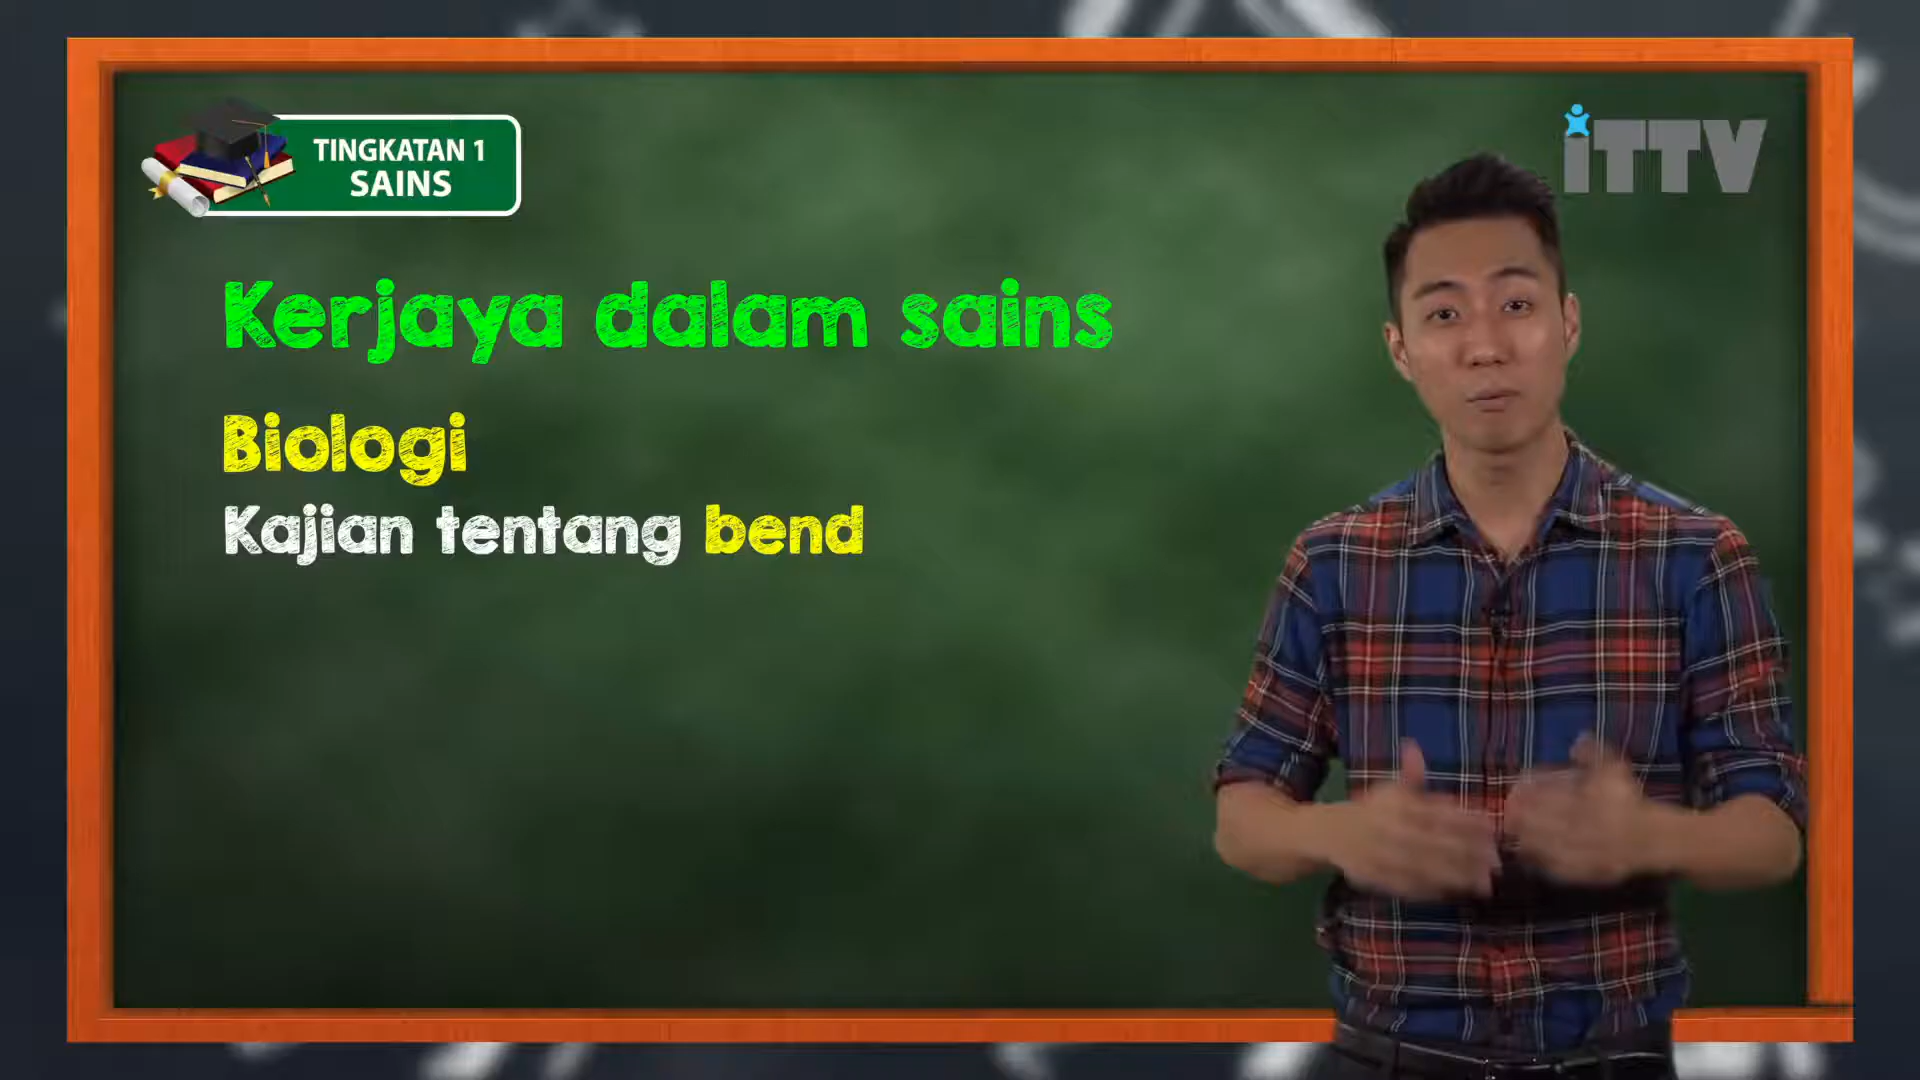 TINGKATAN 1
SAINS
iTTV
Kerjaya dalam sains
Biologi
Kajian tentang bend